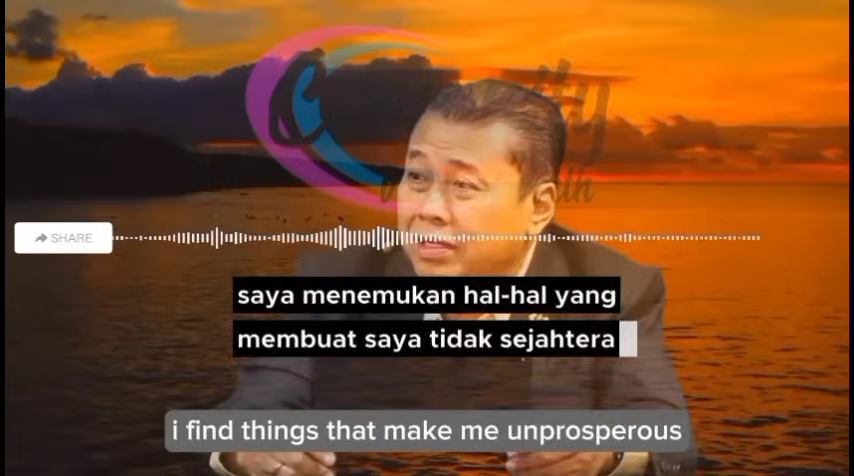 SHARE
saya menemukan hal-hal yang
membuat saya tidak sejahtera
i find things that make me unprosperous